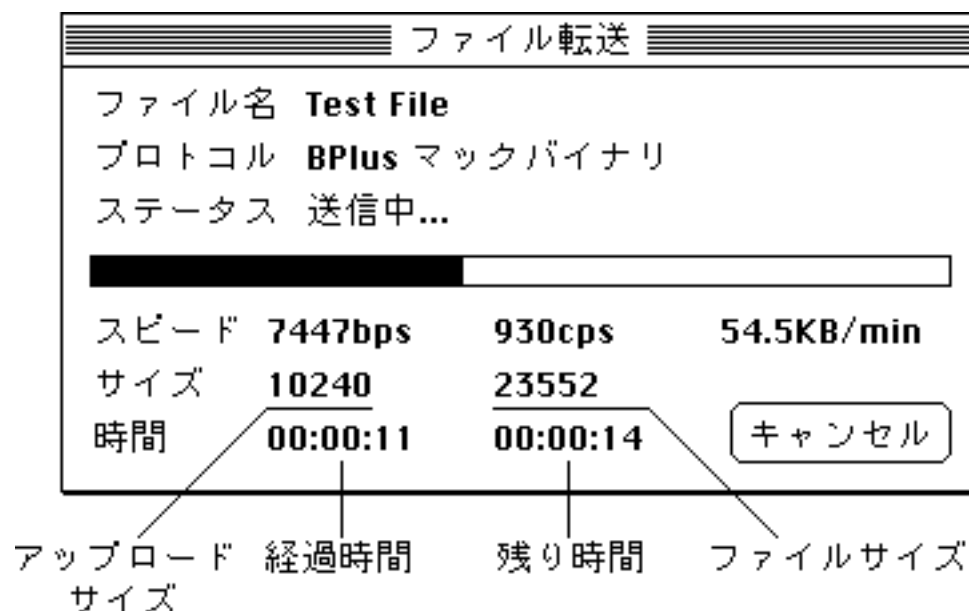 ファイル転送
ファイル名 Test File
プロトコル BPlus マックバイナリ
ステータス 送信中...
スピード 7447bps 930cps 54.5KB/min
サイズ 10240 23552
時間 00:00:11 00:00:14 キャンセル
アップロード 経過時間 残り時間 ファイルサイズ
サイズ